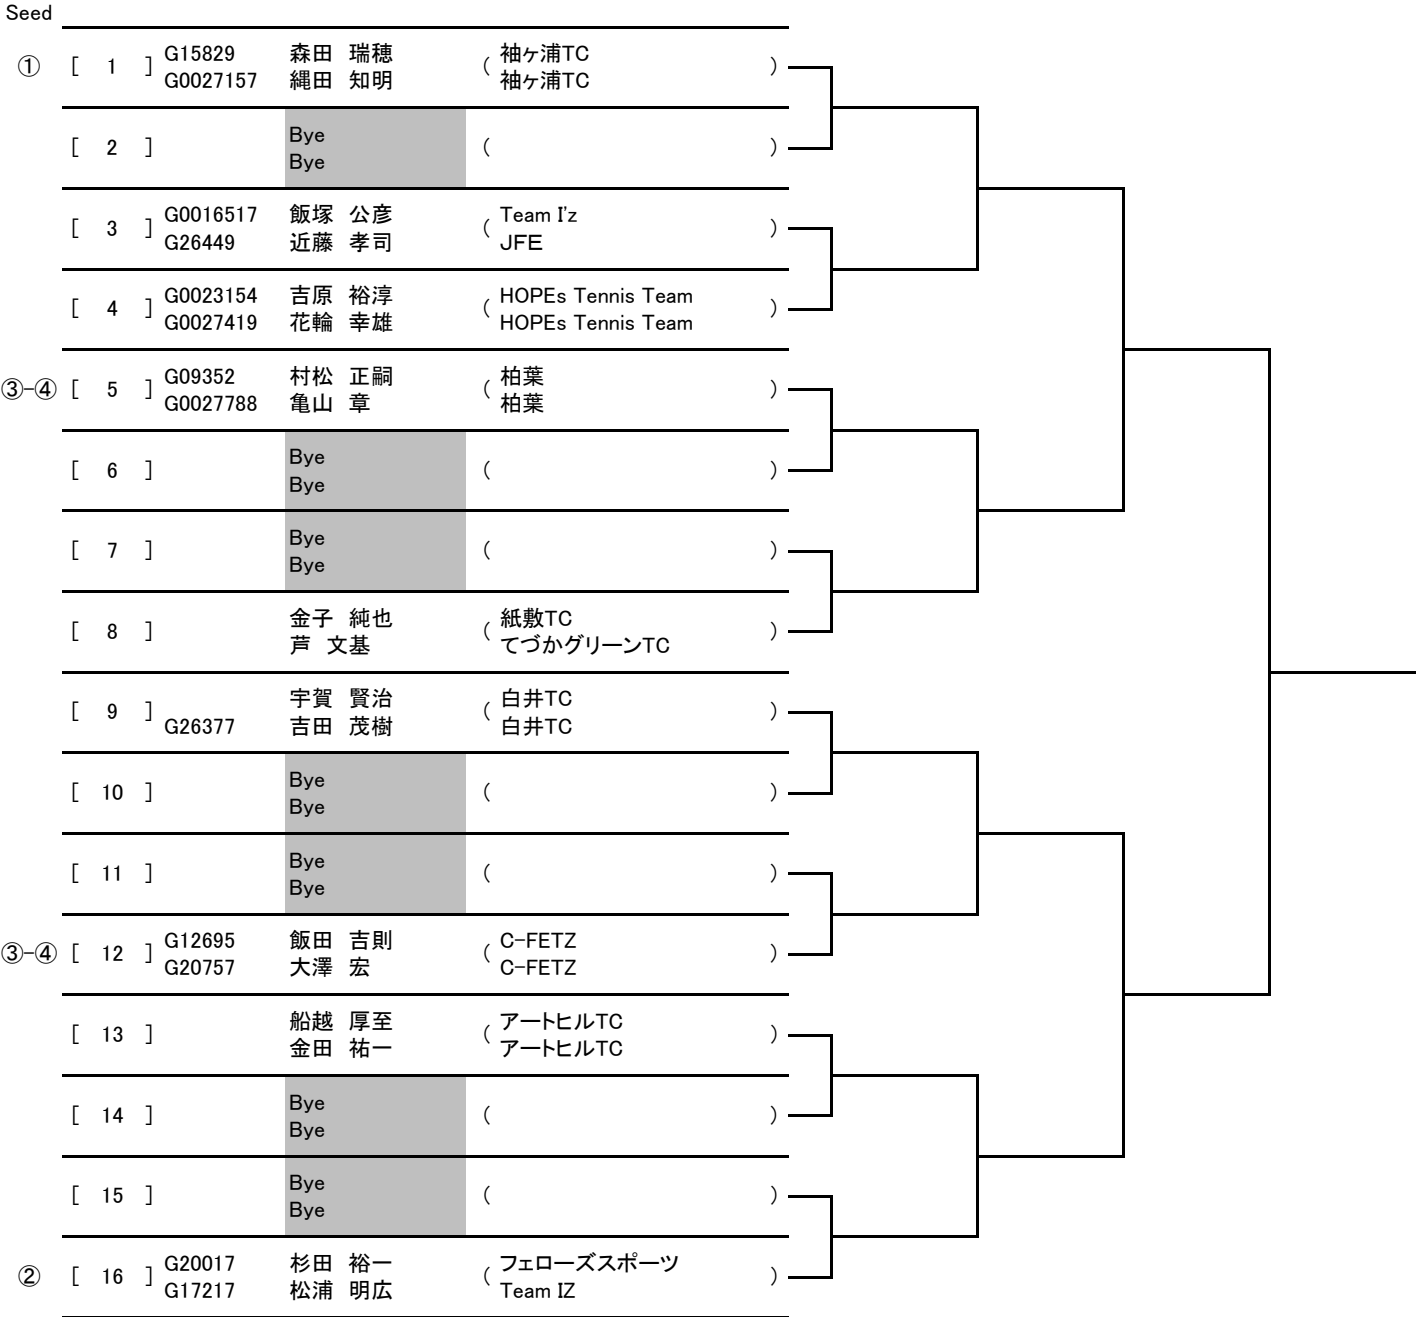 Seed
① [ 1 ] G15829 森田 瑞穂 ( 袖ヶ浦TC )
G0027157 縄田 知明 袖ヶ浦TC
[ 2 ] Bye ( )
Bye
[ 3 ] G0016517 飯塚 公彦 ( Team I'z )
G26449 近藤 孝司 JFE
[ 4 ] G0023154 吉原 裕淳 ( HOPEs Tennis Team )
G0027419 花輪 幸雄 HOPEs Tennis Team
③-④ [ 5 ] G09352 村松 正嗣 ( 柏葉 )
G0027788 亀山 章 柏葉
[ 6 ] Bye ( )
Bye
[ 7 ] Bye ( )
Bye
[ 8 ] 金子 純也 ( 紙敷TC )
芦 文基 てづかグリーンTC
[ 9 ] 宇賀 賢治 ( 白井TC )
G26377 吉田 茂樹 白井TC
[ 10 ] Bye ( )
Bye
[ 11 ] Bye ( )
Bye
③-④ [ 12 ] G12695 飯田 吉則 ( C-FETZ )
G20757 大澤 宏 C-FETZ
[ 13 ] 船越 厚至 ( アートヒルTC )
金田 祐一 アートヒルTC
[ 14 ] Bye ( )
Bye
[ 15 ] Bye ( )
Bye
② [ 16 ] G20017 杉田 裕一 ( フェローズスポーツ )
G17217 松浦 明広 Team IZ